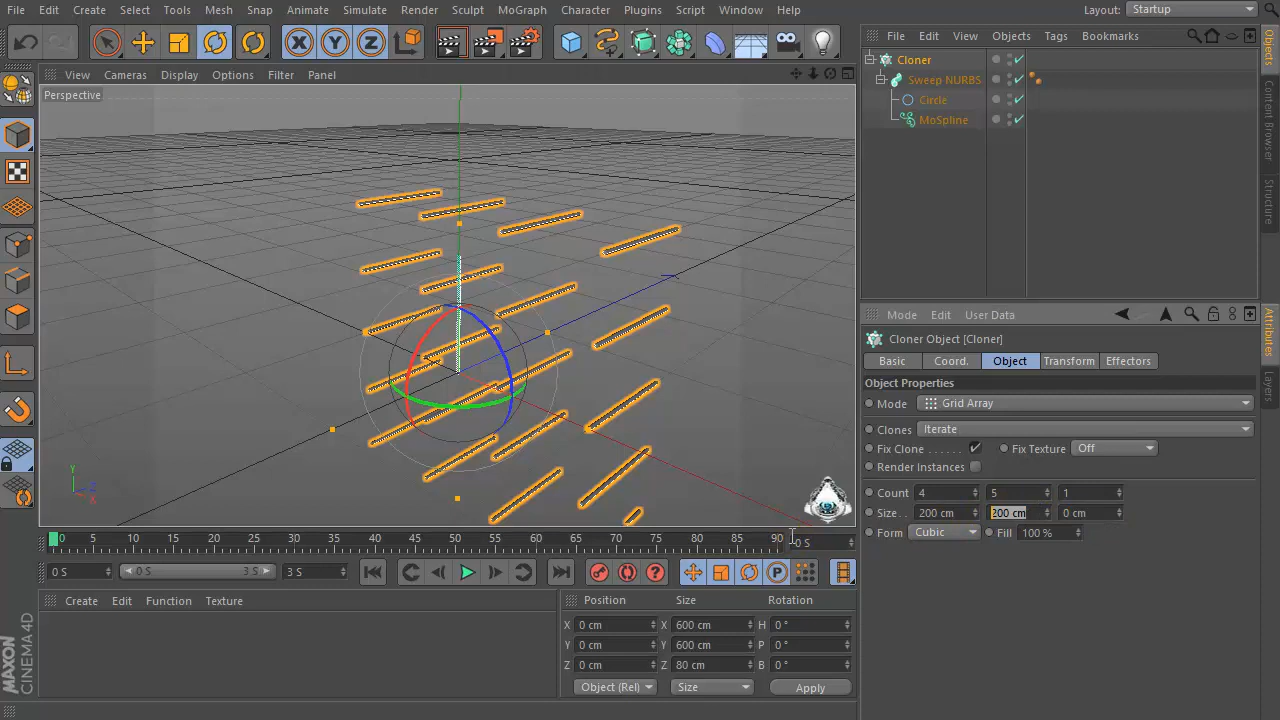 File Edit Create Select Tools Mesh Snap Animate Simulate Render Sculpt MoGraph Character Plugins Script Window Help Layout: Startup
X Y Z
File Edit View Objects Tags Bookmarks
Cloner
Sweep NURBS
Circle
MoSpline
View Cameras Display Options Filter Panel
Perspective
Y
Z
X
Objects
Content Browser
Structure
Mode Edit User Data
Cloner Object [Cloner]
Basic Coord. Object Transform Effectors
Object Properties
Mode Grid Array
Clones Iterate
Fix Clone . . . . . . Fix Texture Off
Render Instances
Count 4 5 1
Size . . 200 cm 200 cm 0 cm
Form Cubic Fill 100 %
Attributes
Layers
0 5 10 15 20 25 30 35 40 45 50 55 60 65 70 75 80 85 90 0 S
0 S 0 S 3 S 3 S
P
Create Edit Function Texture
Position Size Rotation
X 0 cm X 600 cm H 0 °
Y 0 cm Y 600 cm P 0 °
Z 0 cm Z 80 cm B 0 °
Object (Rel) Size Apply
MAXON
CINEMA 4D